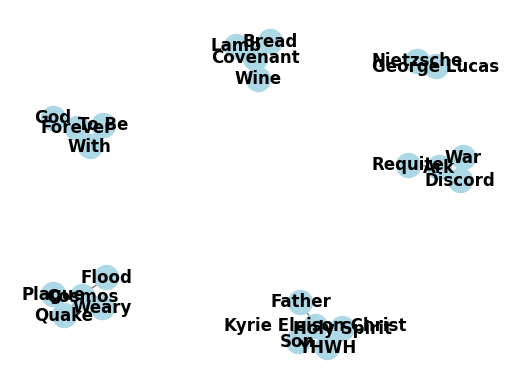 Lamb
Bread
Covenant
Wine
Nietzsche
George Lucas
God
To Be
Forever
With
Requite
War
Ark
Discord
Flood
Plague
Cosmos
Weary
Quake
Father
Kyrie Eleison
Christ
Holy Spirit
Son
YHWH